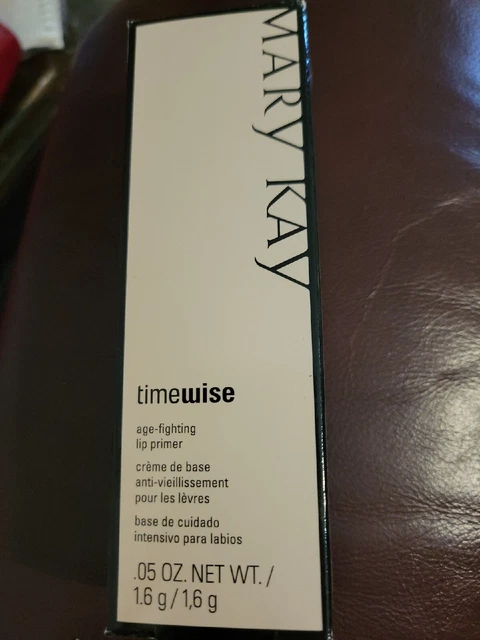 MARY KAY
timewise
age-fighting
lip primer
crème de base
anti-vieillissement
pour les lèvres
base de cuidado
intensivo para labios
.05 OZ. NET WT. /
1.6 g / 1,6 g